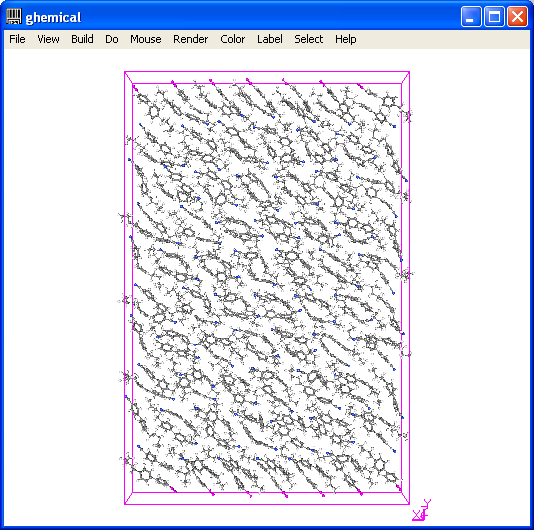 ghemical
File View Build Do Mouse Render Color Label Select Help
Y
X